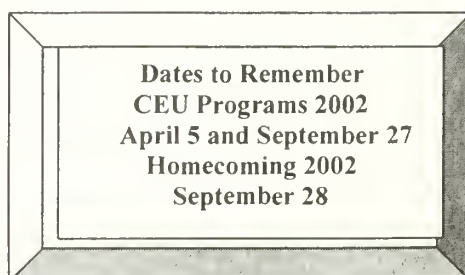 Dates to Remember
CEU Programs 2002
April 5 and September 27
Homecoming 2002
September 28